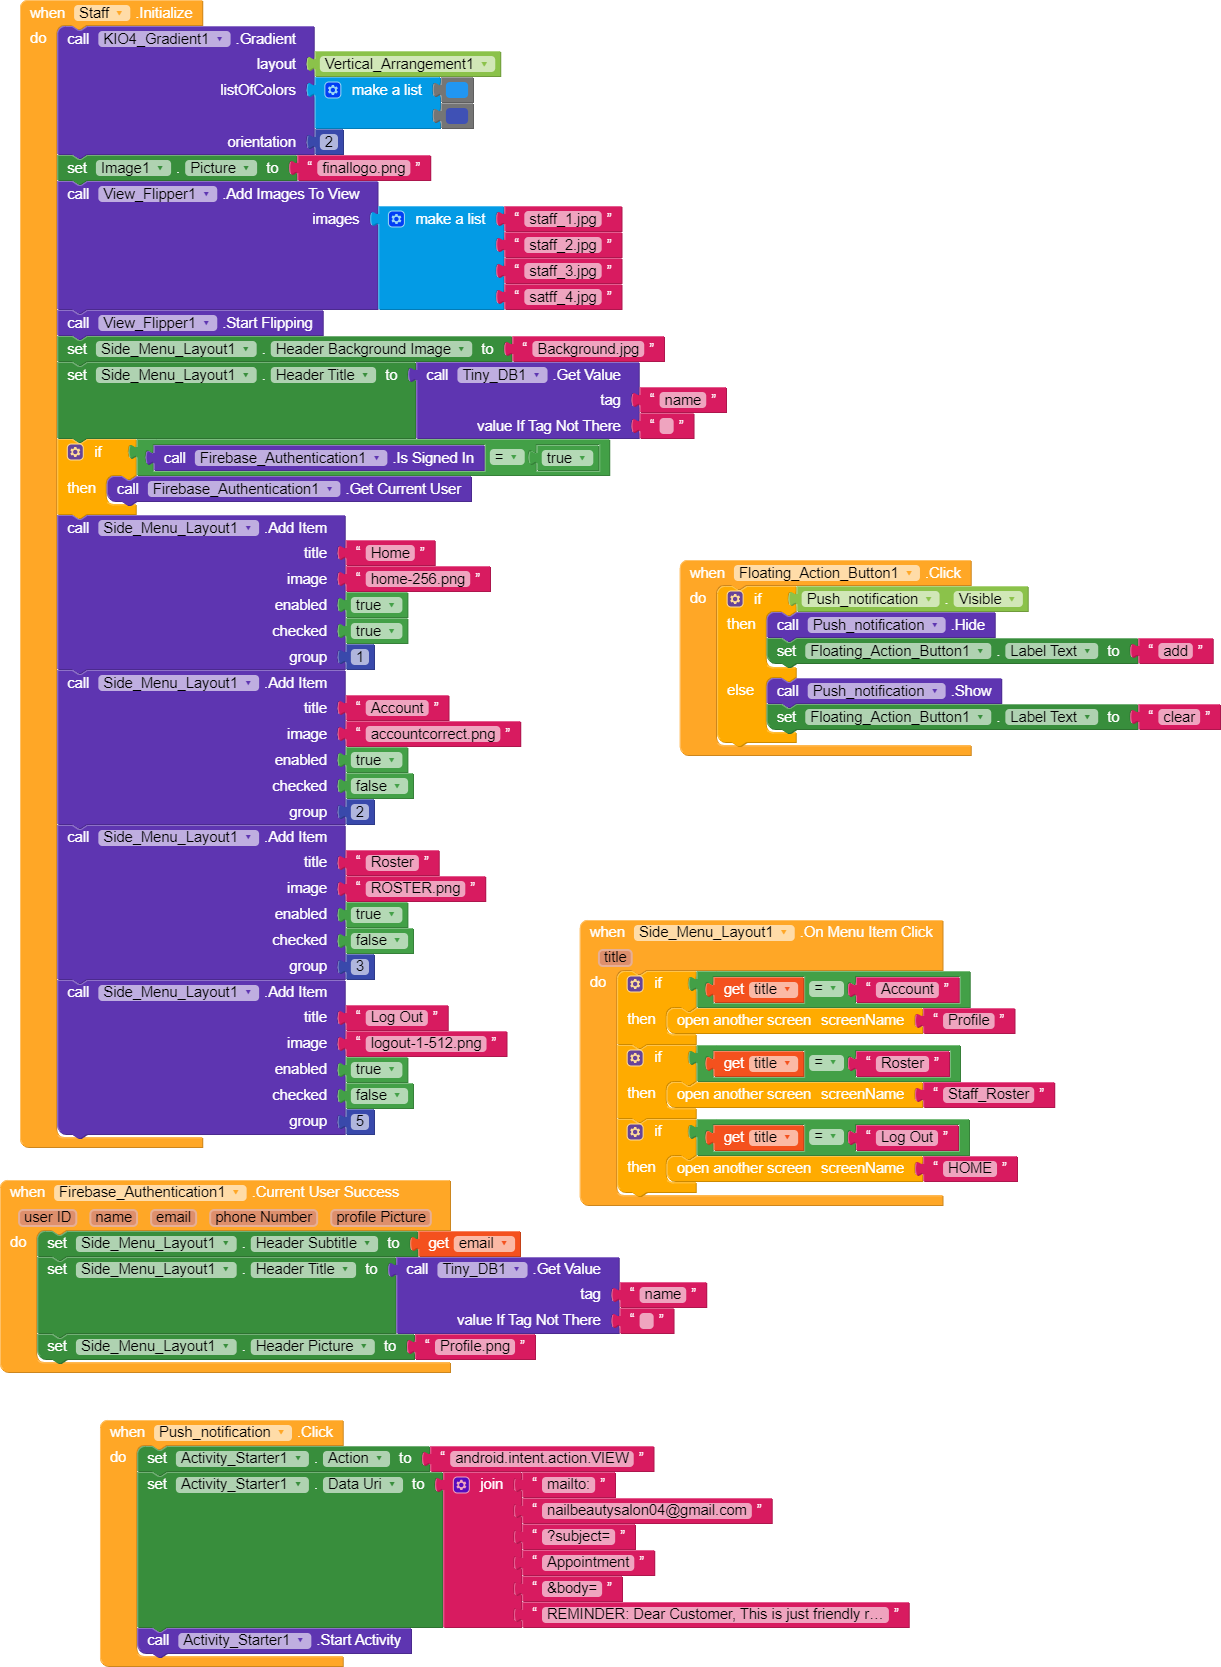 when Staff .Initialize
do call KIO4_Gradient1 .Gradient
layout Vertical_Arrangement1
listOfColors make a list
orientation 2
set Image1 . Picture to “ finallogo.png ”
call View_Flipper1 .Add Images To View
images make a list “ staff_1.jpg ”
“ staff_2.jpg ”
“ staff_3.jpg ”
“ satff_4.jpg ”
call View_Flipper1 .Start Flipping
set Side_Menu_Layout1 . Header Background Image to “ Background.jpg ”
set Side_Menu_Layout1 . Header Title to call Tiny_DB1 .Get Value
tag “ name ”
value If Tag Not There “ ”
if call Firebase_Authentication1 .Is Signed In = true
then call Firebase_Authentication1 .Get Current User
call Side_Menu_Layout1 .Add Item
title “ Home ”
image “ home-256.png ”
enabled true
checked true
group 1
call Side_Menu_Layout1 .Add Item
title “ Account ”
image “ accountcorrect.png ”
enabled true
checked false
group 2
call Side_Menu_Layout1 .Add Item
title “ Roster ”
image “ ROSTER.png ”
enabled true
checked false
group 3
call Side_Menu_Layout1 .Add Item
title “ Log Out ”
image “ logout-1-512.png ”
enabled true
checked false
group 5
when Floating_Action_Button1 .Click
do if Push_notification . Visible
then call Push_notification .Hide
set Floating_Action_Button1 . Label Text to “ add ”
else call Push_notification .Show
set Floating_Action_Button1 . Label Text to “ clear ”
when Side_Menu_Layout1 .On Menu Item Click
title
do if get title = “ Account ”
then open another screen screenName “ Profile ”
if get title = “ Roster ”
then open another screen screenName “ Staff_Roster ”
if get title = “ Log Out ”
then open another screen screenName “ HOME ”
when Firebase_Authentication1 .Current User Success
user ID name email phone Number profile Picture
do set Side_Menu_Layout1 . Header Subtitle to get email
set Side_Menu_Layout1 . Header Title to call Tiny_DB1 .Get Value
tag “ name ”
value If Tag Not There “ ”
set Side_Menu_Layout1 . Header Picture to “ Profile.png ”
when Push_notification .Click
do set Activity_Starter1 . Action to “ android.intent.action.VIEW ”
set Activity_Starter1 . Data Uri to join “ mailto: ”
“ nailbeautysalon04@gmail.com ”
“ ?subject= ”
“ Appointment ”
“ &body= ”
“ REMINDER: Dear Customer, This is just friendly r... ”
call Activity_Starter1 .Start Activity